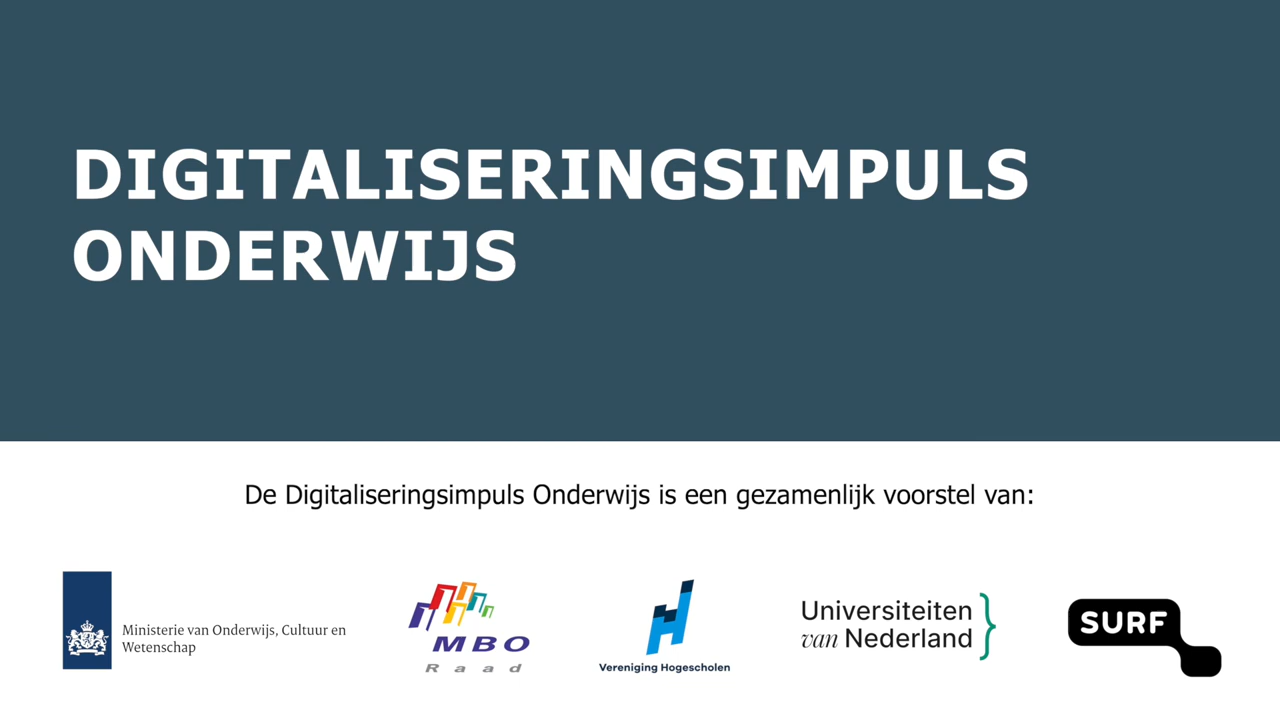 DIGITALISERINGSIMPULS
ONDERWIJS
De Digitaliseringsimpuls Onderwijs is een gezamenlijk voorstel van:
Ministerie van Onderwijs, Cultuur en
Wetenschap
MBO
Raad
Vereniging Hogescholen
Universiteiten
van Nederland
SURF